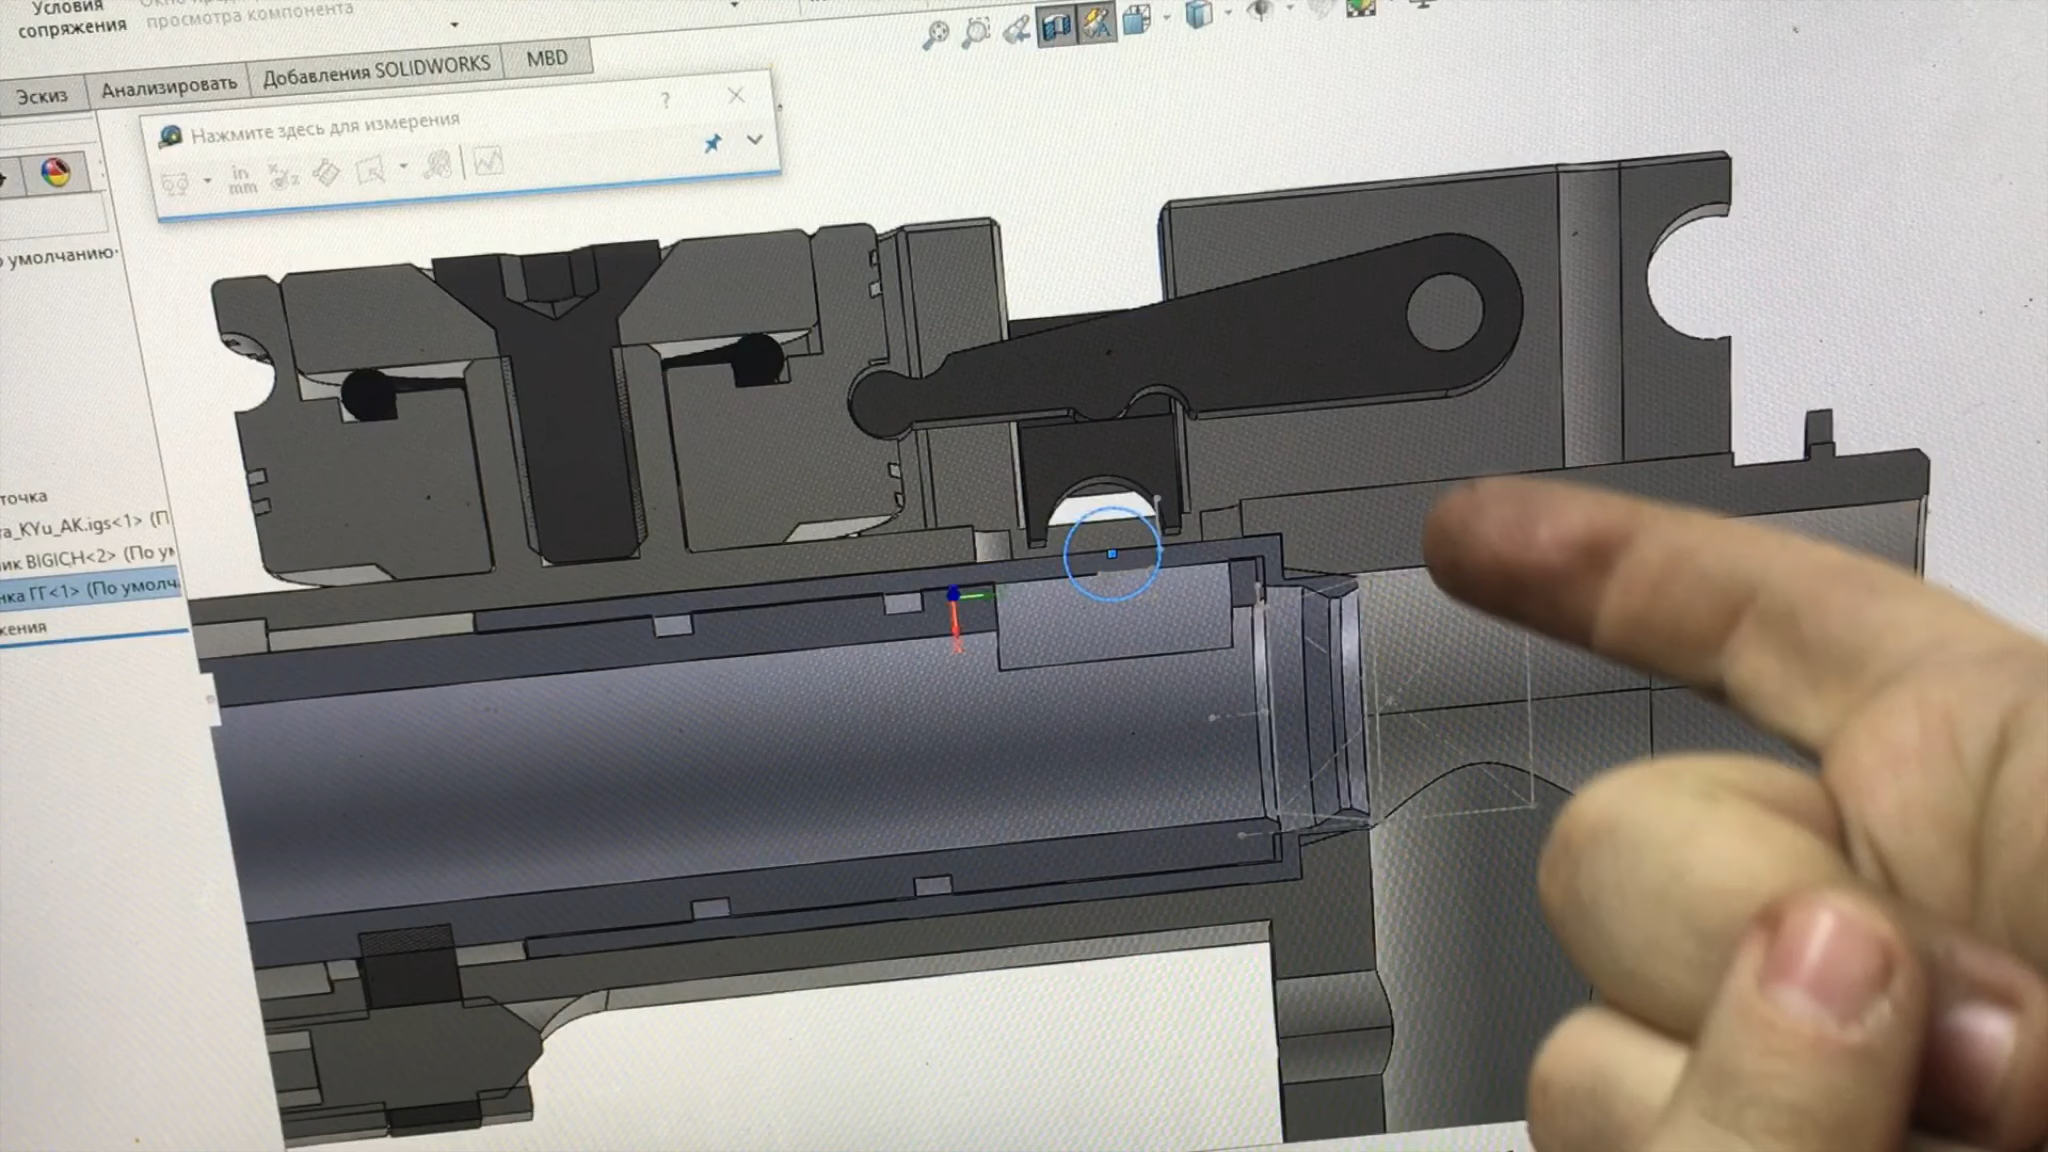 Условия
сопряжения
просмотра компонента
Эскиз
Анализировать
Добавления SOLIDWORKS
MBD
? ×
Нажмите здесь для измерения
in
mm
умолчанию
точка
ra_KYu_AK.igs<1> (П
ик BIGICH<2> (По ум
нка ГГ<1> (По умолч
жения